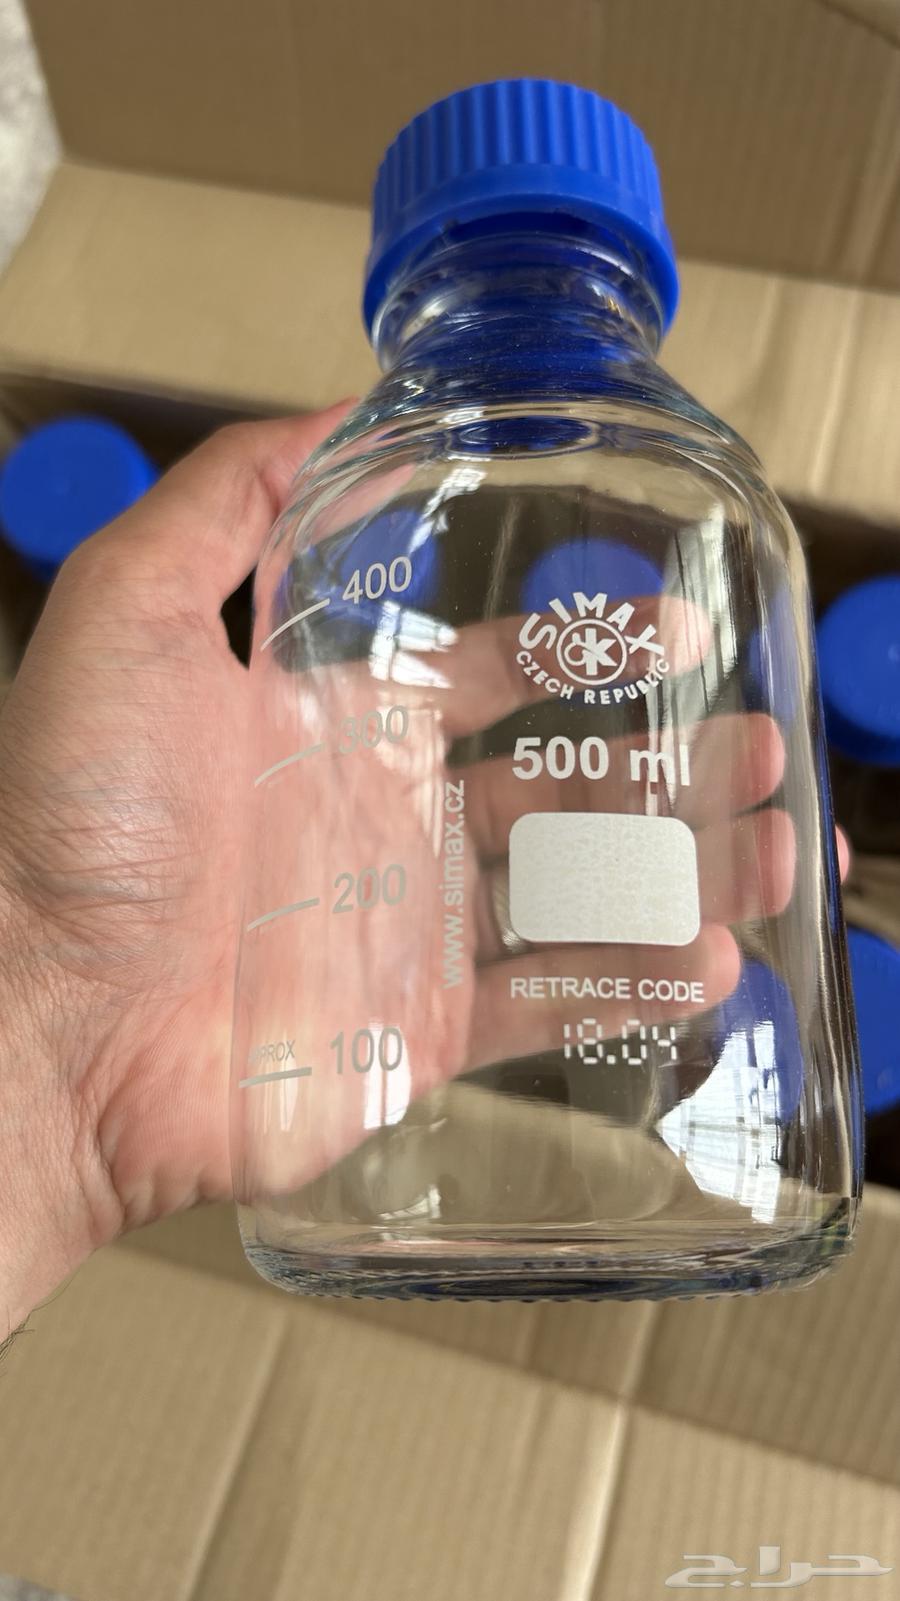 SIMAX
CZECH REPUBLIC
500 ml
RETRACE CODE
18.04
400
300
200
APPROX 100
www.simax.cz
حراج